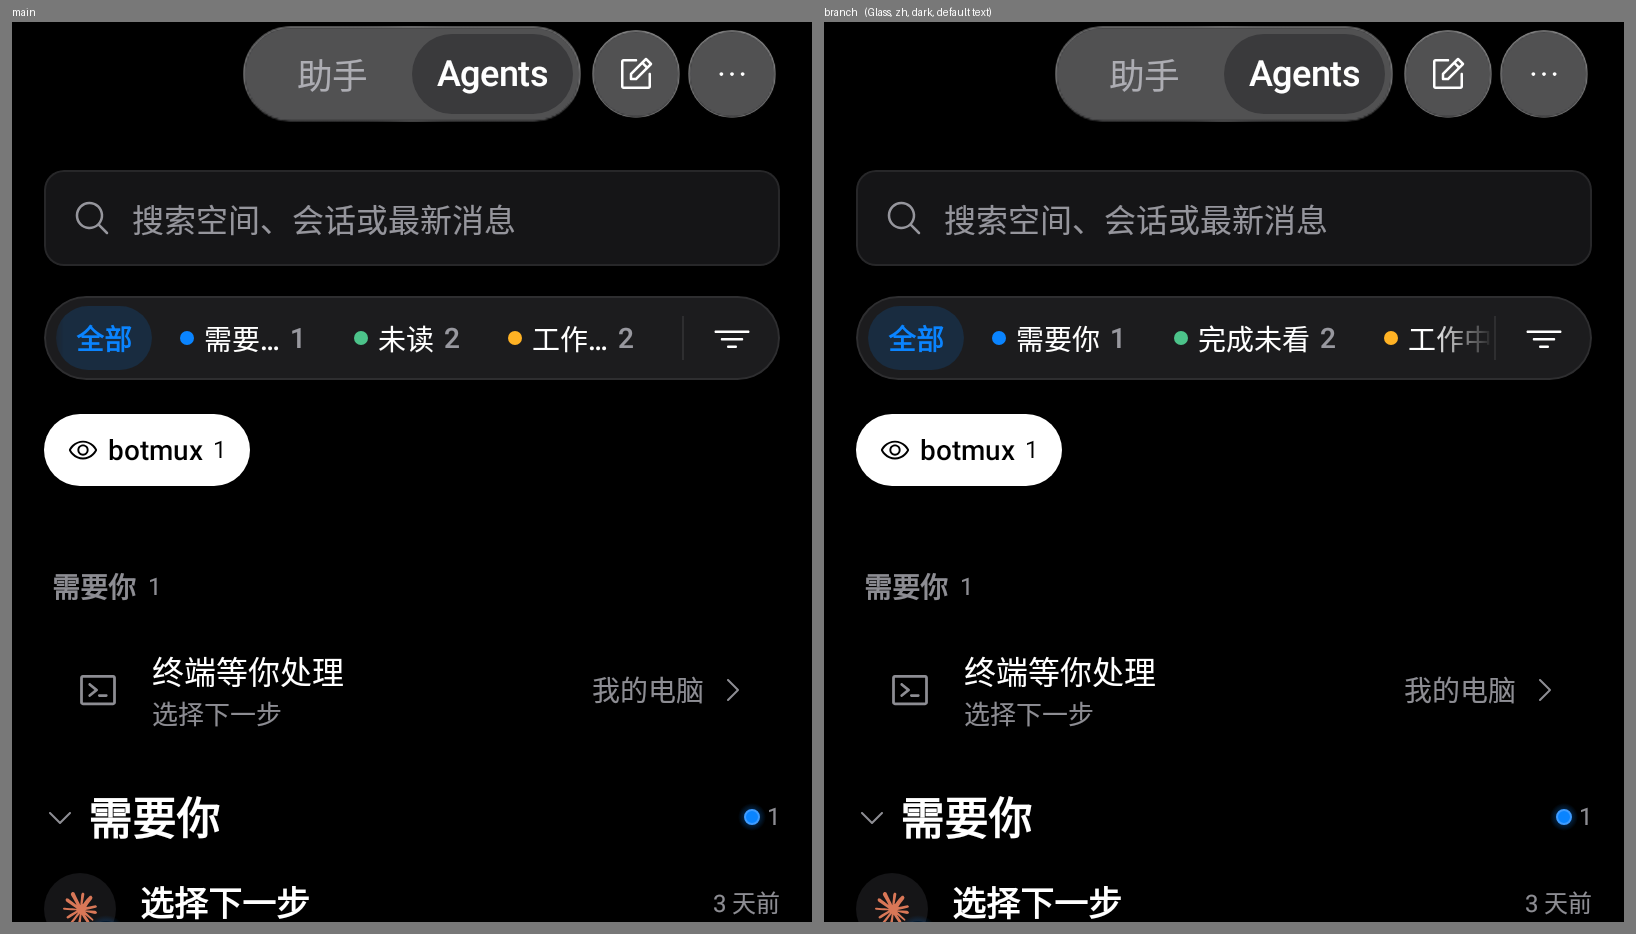 main
助手 Agents
搜索空间、会话或最新消息
全部 需要... 1 未读 2 工作... 2
botmux 1
需要你 1
终端等你处理
选择下一步
我的电脑
需要你 1
选择下一步 3 天前
branch (Glass, zh, dark, default text)
助手 Agents
搜索空间、会话或最新消息
全部 需要你 1 完成未看 2 工作中
botmux 1
需要你 1
终端等你处理
选择下一步
我的电脑
需要你 1
选择下一步 3 天前